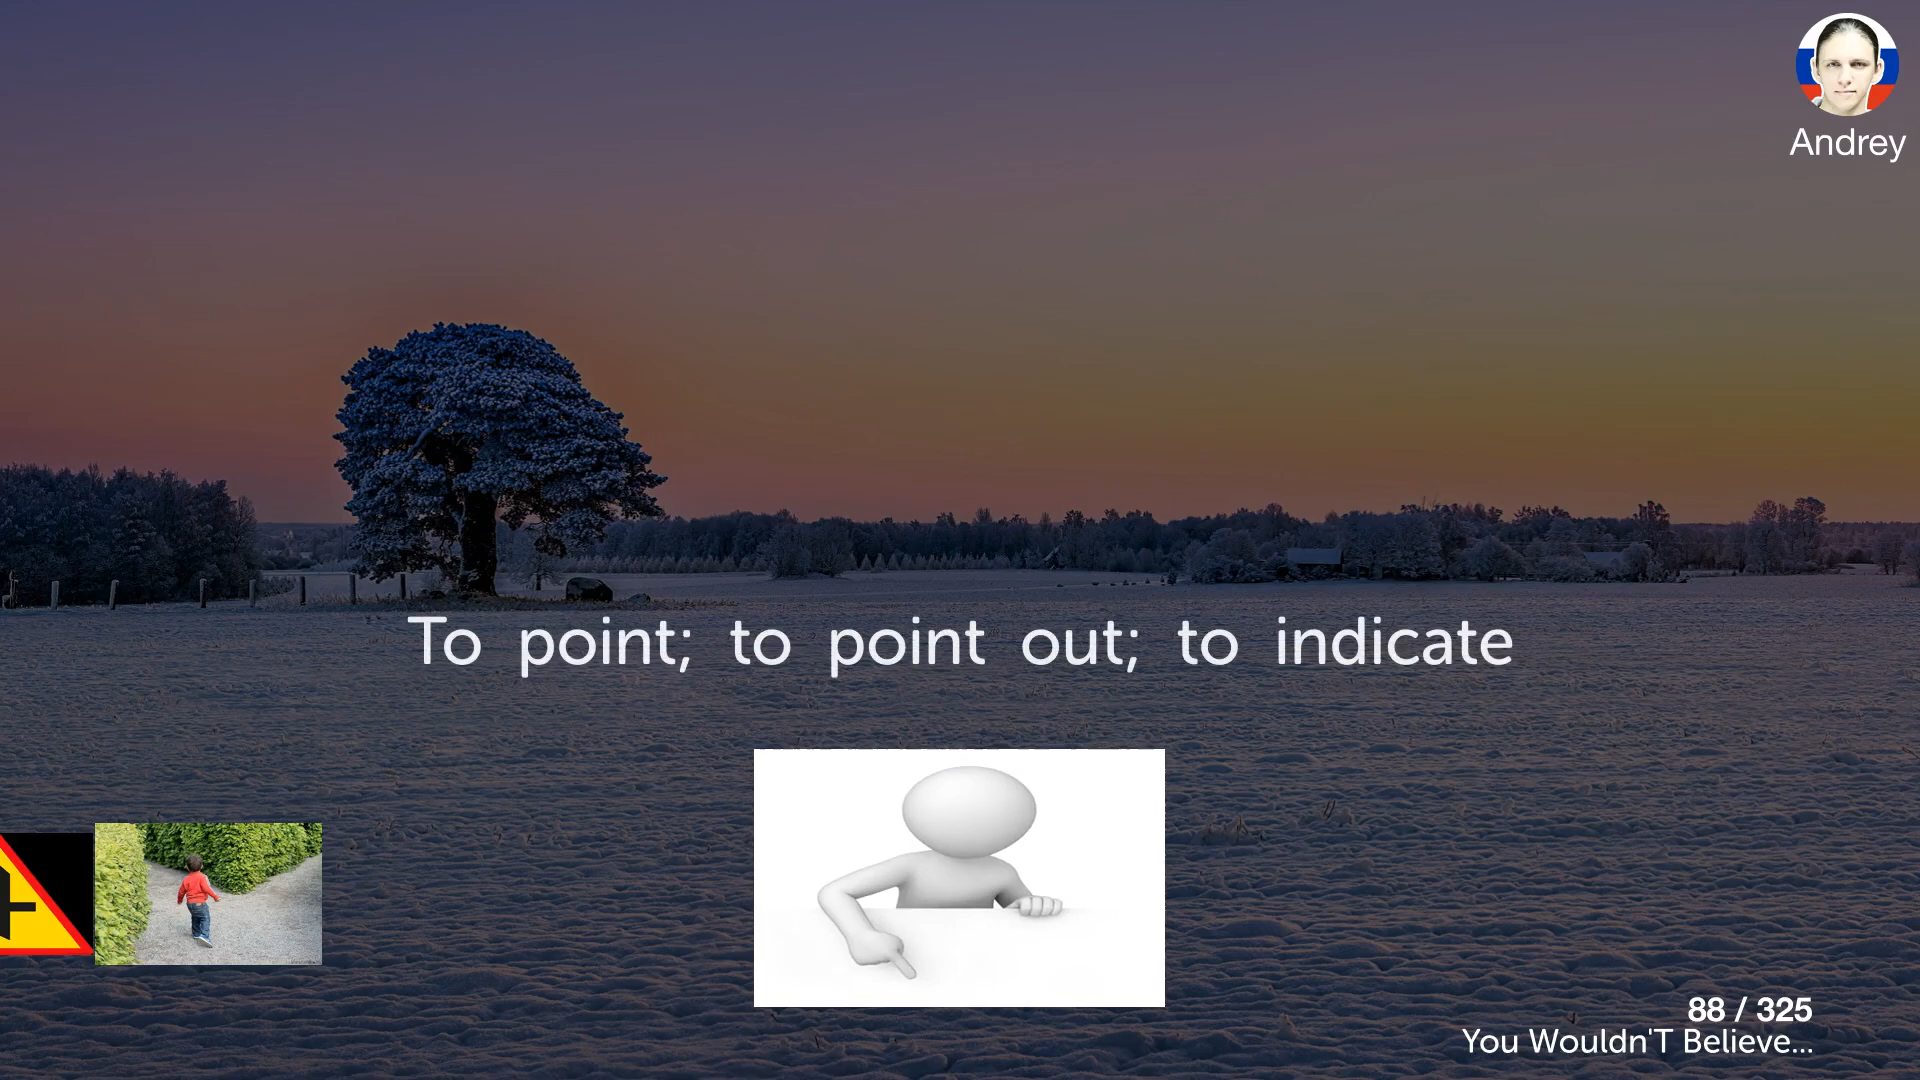 Andrey
To point; to point out; to indicate
88 / 325
You Wouldn'T Believe...